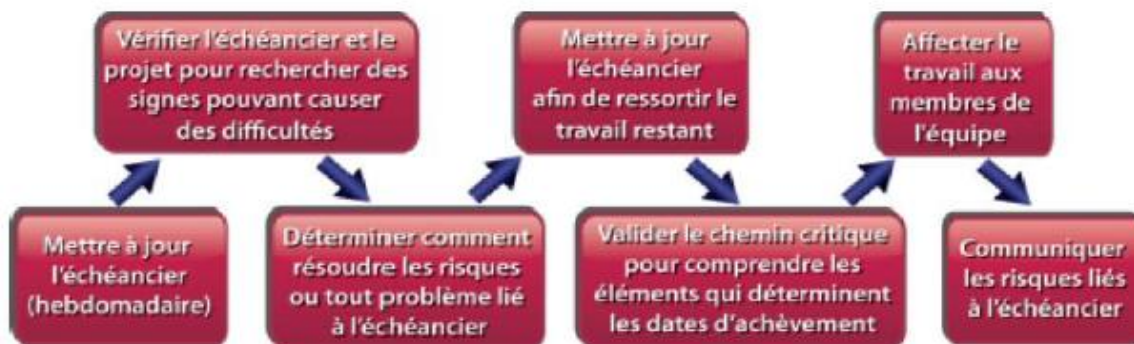 Mettre à jour
l'échéancier
(hebdomadaire)
Vérifier l'échéancier et le
projet pour rechercher des
signes pouvant causer
des difficultés
Déterminer comment
résoudre les risques
ou tout problème lié
à l'échéancier
Mettre à jour
l'échéancier
afin de ressortir le
travail restant
Valider le chemin critique
pour comprendre les
éléments qui déterminent
les dates d'achèvement
Affecter le
travail aux
membres de
l'équipe
Communiquer
les risques liés
à l'échéancier